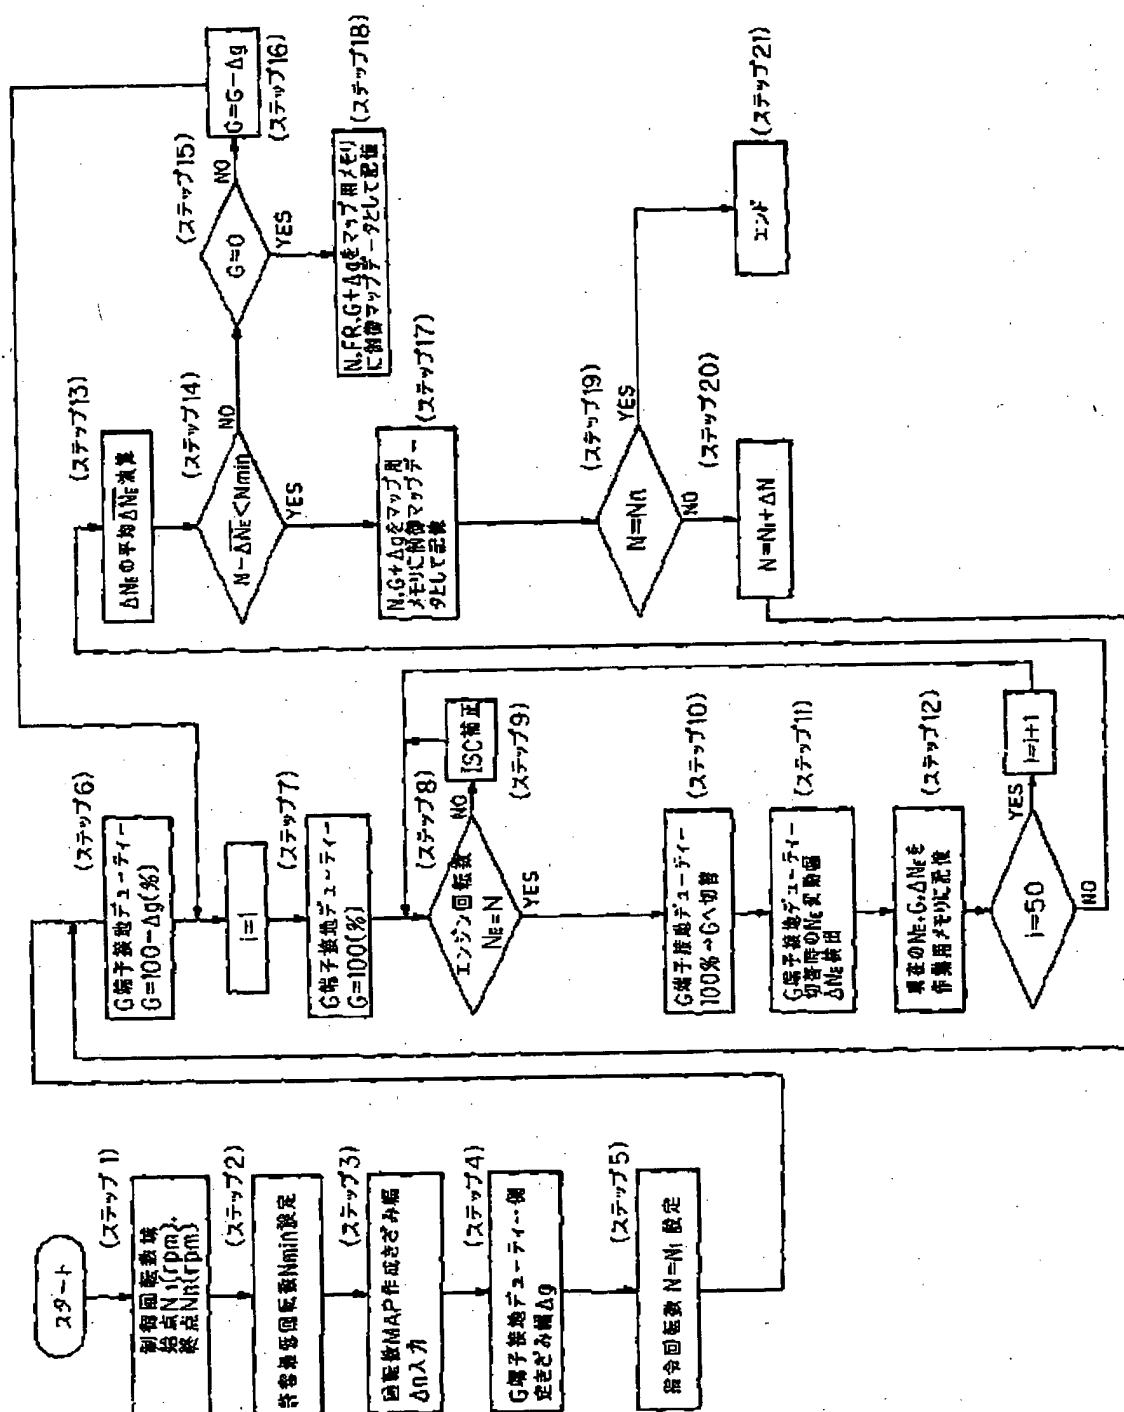 スタート
(ステップ1)
制御回転数域
始点N1(rpm)、
終点Nn(rpm)
(ステップ2)
許容最低回転数Nmin設定
(ステップ3)
回転数MAP作成きざみ幅
Δn入力
(ステップ4)
G端子接地デューティー側
定きざみ幅Δg
(ステップ5)
指令回転数N=N1設定
(ステップ6)
G端子接地デューティー
G=100-Δg(%)
i=1
(ステップ7)
G端子接地デューティー
G=100(%)
(ステップ8)
エンジン回転数
NE=N
NO
YES
ISC補正
(ステップ9)
(ステップ10)
G端子接地デューティー
100%→Gへ切替
(ステップ11)
G端子接地デューティー
切替時のNE変動幅
ΔNE検出
(ステップ12)
現在のNE,G,ΔNEを
作業用メモリに記憶
i=50
YES
NO
i=i+1
(ステップ13)
ΔNEの平均ΔNE演算
(ステップ14)
N-ΔNE<Nmin
NO
YES
(ステップ15)
G=0
NO
YES
G=G-Δg
(ステップ16)
(ステップ17)
N,G+Δgをマップ用
メモリに制御マップデー
タとして記憶
(ステップ18)
N,FR,G+Δgをマップ用メモリ
に制御マップデータとして記憶
(ステップ19)
N=Nn
YES
NO
(ステップ20)
N=Ni+ΔN
(ステップ21)
エンド